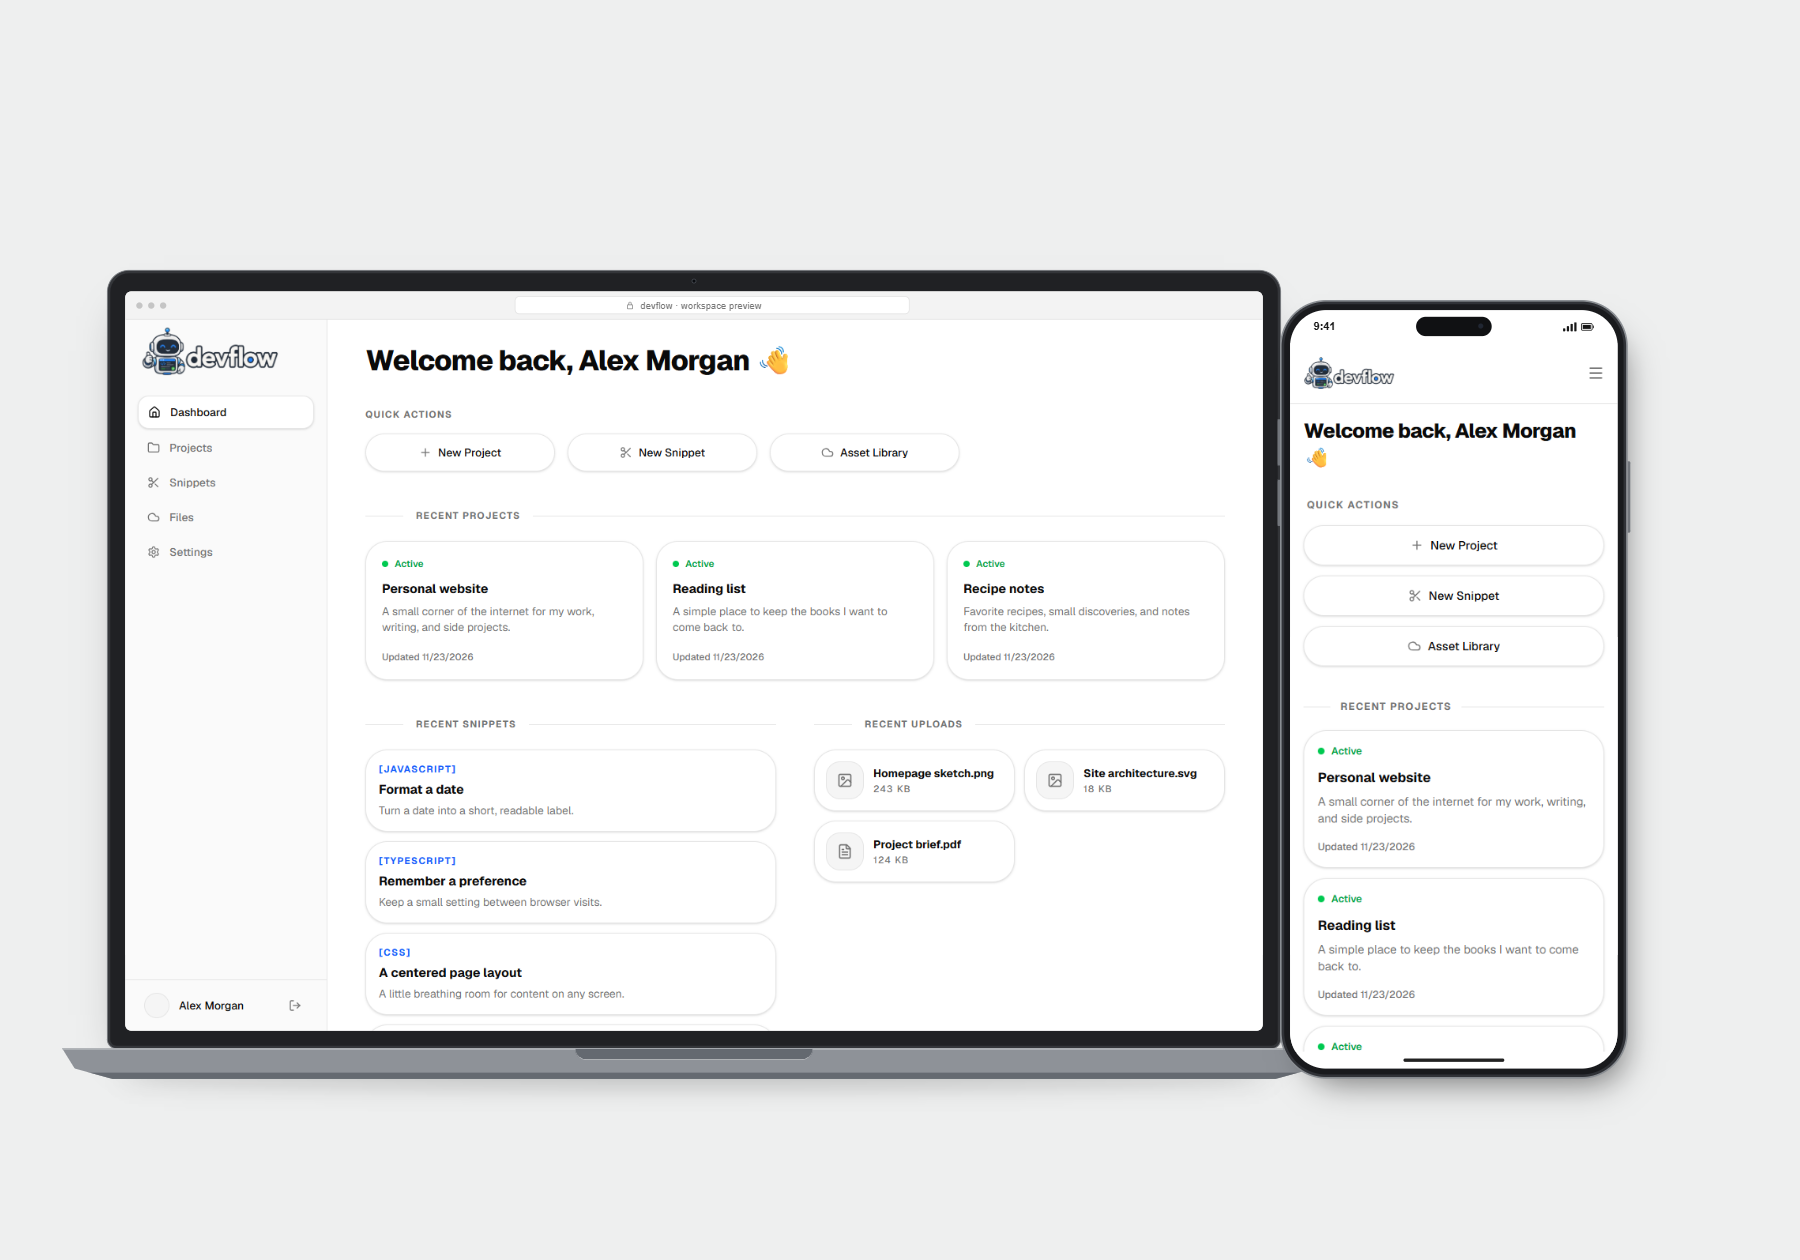 devflow · workspace preview
devflow
Dashboard
Projects
Snippets
Files
Settings
Alex Morgan
Welcome back, Alex Morgan 👋
QUICK ACTIONS
New Project
New Snippet
Asset Library
RECENT PROJECTS
Active
Personal website
A small corner of the internet for my work,
writing, and side projects.
Updated 11/23/2026
Active
Reading list
A simple place to keep the books I want to
come back to.
Updated 11/23/2026
Active
Recipe notes
Favorite recipes, small discoveries, and notes
from the kitchen.
Updated 11/23/2026
RECENT SNIPPETS
[JAVASCRIPT]
Format a date
Turn a date into a short, readable label.
[TYPESCRIPT]
Remember a preference
Keep a small setting between browser visits.
[CSS]
A centered page layout
A little breathing room for content on any screen.
RECENT UPLOADS
Homepage sketch.png
243 KB
Site architecture.svg
18 KB
Project brief.pdf
124 KB
9:41
devflow
Welcome back, Alex Morgan
👋
QUICK ACTIONS
New Project
New Snippet
Asset Library
RECENT PROJECTS
Active
Personal website
A small corner of the internet for my work, writing,
and side projects.
Updated 11/23/2026
Active
Reading list
A simple place to keep the books I want to come
back to.
Updated 11/23/2026
Active